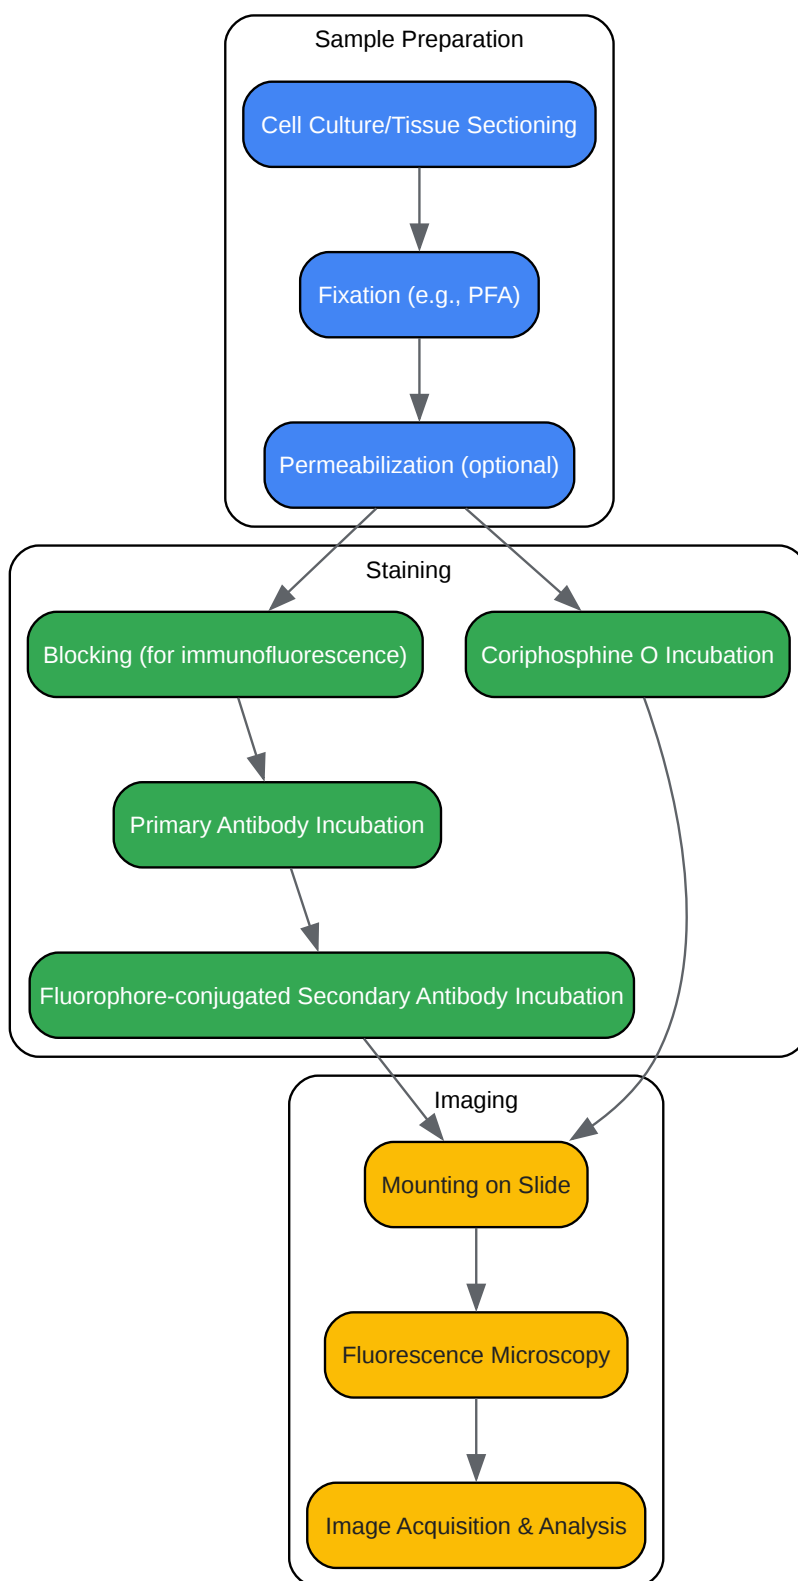 Sample Preparation
Cell Culture/Tissue Sectioning
Fixation (e.g., PFA)
Permeabilization (optional)
Staining
Blocking (for immunofluorescence)
Coriphosphine O Incubation
Primary Antibody Incubation
Fluorophore-conjugated Secondary Antibody Incubation
Imaging
Mounting on Slide
Fluorescence Microscopy
Image Acquisition & Analysis